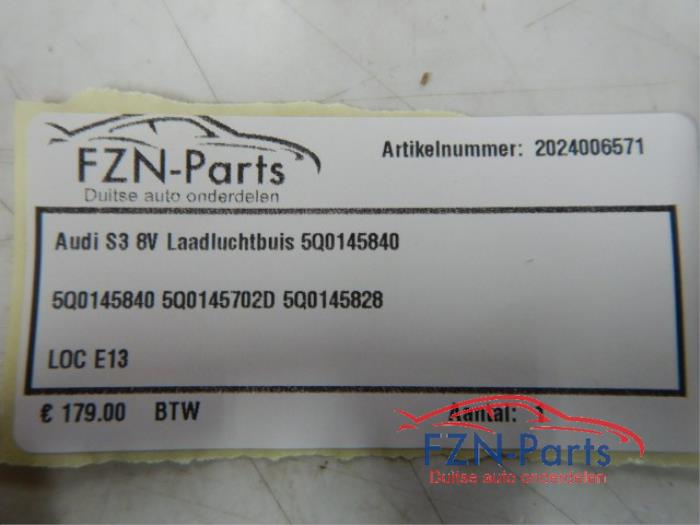 FZN-Parts
Duitse auto onderdelen
Artikelnummer: 2024006571
Audi S3 8V Laadluchtbuis 5Q0145840
5Q0145840 5Q0145702D 5Q0145828
LOC E13
€ 179.00 BTW Aantal:
FZN-Parts
Duitse auto onderdelen